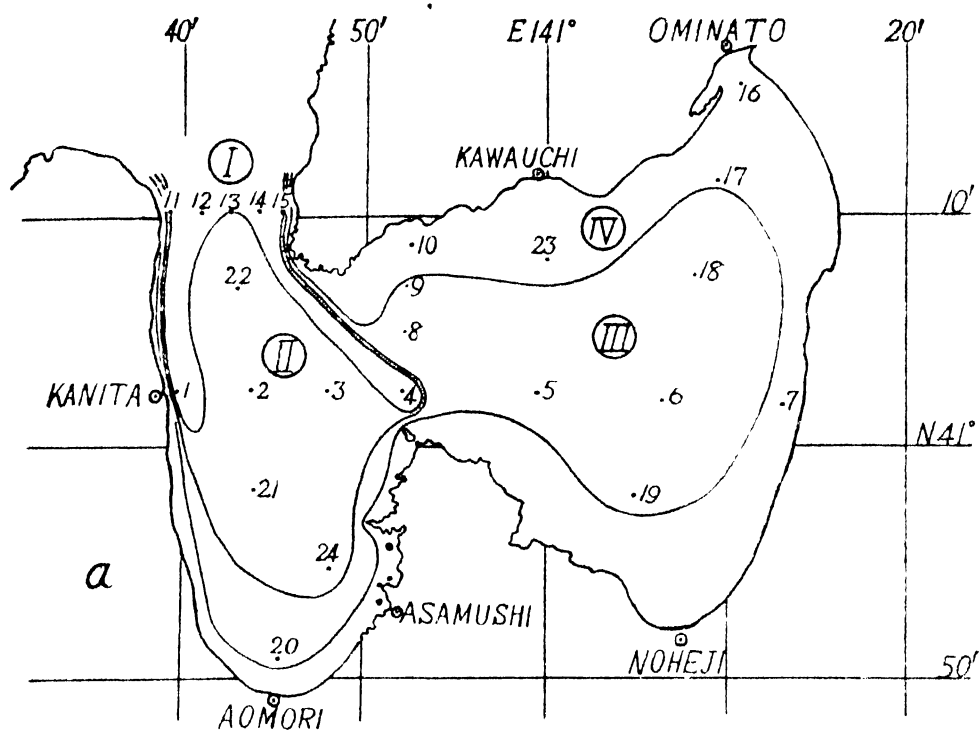 40' 50' E141° OMINATO 20'
16
I
KAWAUCHI
17
11 12 13 14 15
10'
IV
10 23
22 9 18
8
II III
KANITA 1 2 3 4 5 6 7
N41°
21 19
24
a
ASAMUSHI
20
NOHEJI 50'
AOMORI